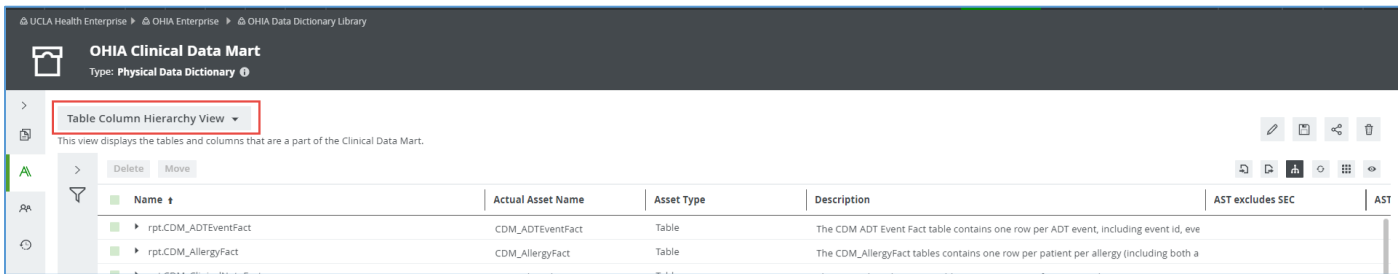 UCLA Health Enterprise OHIA Enterprise OHIA Data Dictionary Library
OHIA Clinical Data Mart
Type: Physical Data Dictionary
Table Column Hierarchy View
This view displays the tables and columns that are a part of the Clinical Data Mart.
Delete Move
Name Actual Asset Name Asset Type Description AST excludes SEC AST
rpt.CDM_ADTEventFact CDM_ADTEventFact Table The CDM ADT Event Fact table contains one row per ADT event, including event id, eve
rpt.CDM_AllergyFact CDM_AllergyFact Table The CDM_AllergyFact tables contains one row per patient per allergy (including both a